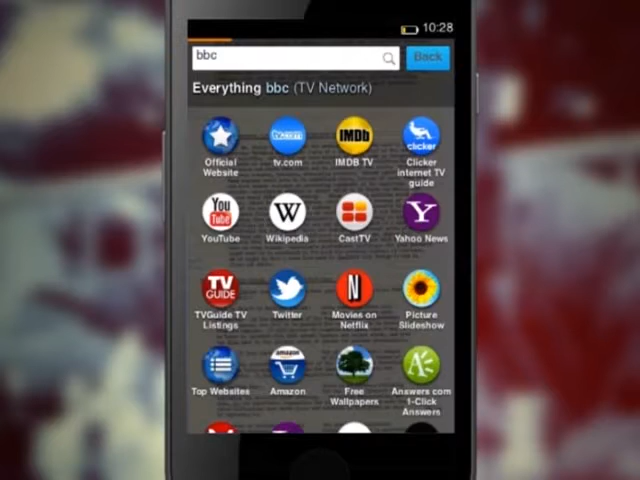 10:28
bbc
Back
Everything bbc (TV Network)
tv.com
IMDb
clicker
Official Website
tv.com
IMDB TV
Clicker internet TV guide
You Tube
W
Y
YouTube
Wikipedia
CastTV
Yahoo News
TV GUIDE
N
TVGuide TV Listings
Twitter
Movies on Netflix
Picture Slideshow
amazon
A
Top Websites
Amazon
Free Wallpapers
Answers com 1-Click Answers